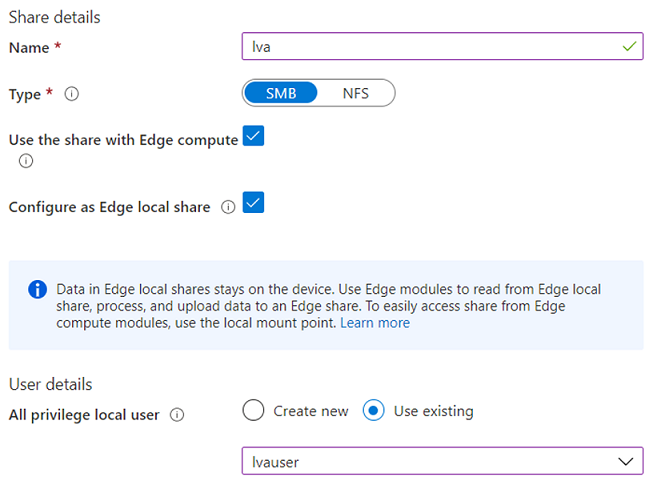 Share details
Name *
lva
Type *
SMB NFS
Use the share with Edge compute
Configure as Edge local share
Data in Edge local shares stays on the device. Use Edge modules to read from Edge local
share, process, and upload data to an Edge share. To easily access share from Edge
compute modules, use the local mount point. Learn more
User details
All privilege local user
Create new Use existing
lvauser